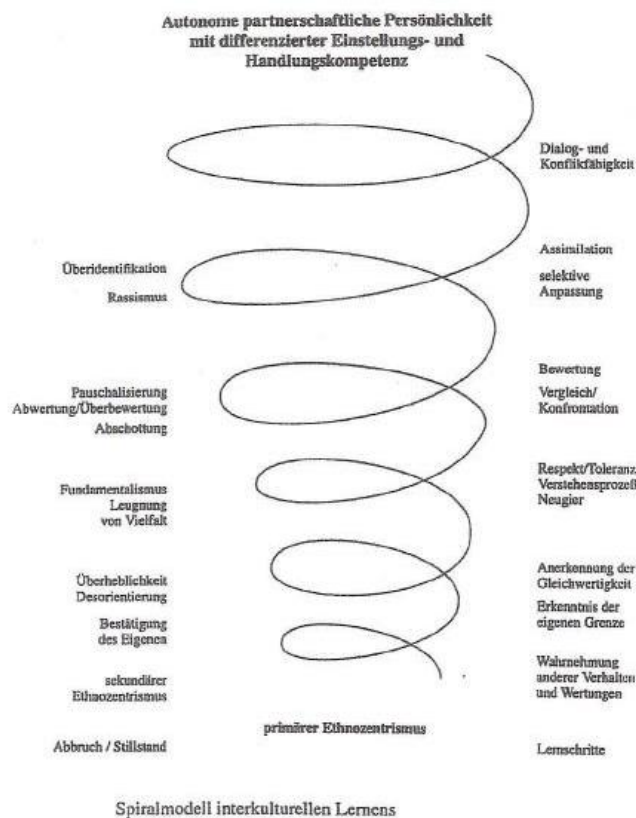 Autonome partnerschaftliche Persönlichkeit
mit differenzierter Einstellungs- und
Handlungskompetenz
Dialog- und
Konflikfähigkeit
Überidentifikation
Rassismus
Assimilation
selektive
Anpassung
Pauschalisierung
Abwertung/Überbewertung
Abschottung
Bewertung
Vergleich/
Konfrontation
Fundamentalismus
Leugnung
von Vielfalt
Respekt/Toleranz
Verstehensprozeß
Neugier
Überheblichkeit
Desorientierung
Anerkennung der
Gleichwertigkeit
Bestätigung
des Eigenen
Erkenntnis der
eigenen Grenze
sekundärer
Ethnozentrismus
Wahrnehmung
anderer Verhalten
und Wertungen
primärer Ethnozentrismus
Abbruch / Stillstand
Lernschritte
Spiralmodell interkulturellen Lernens